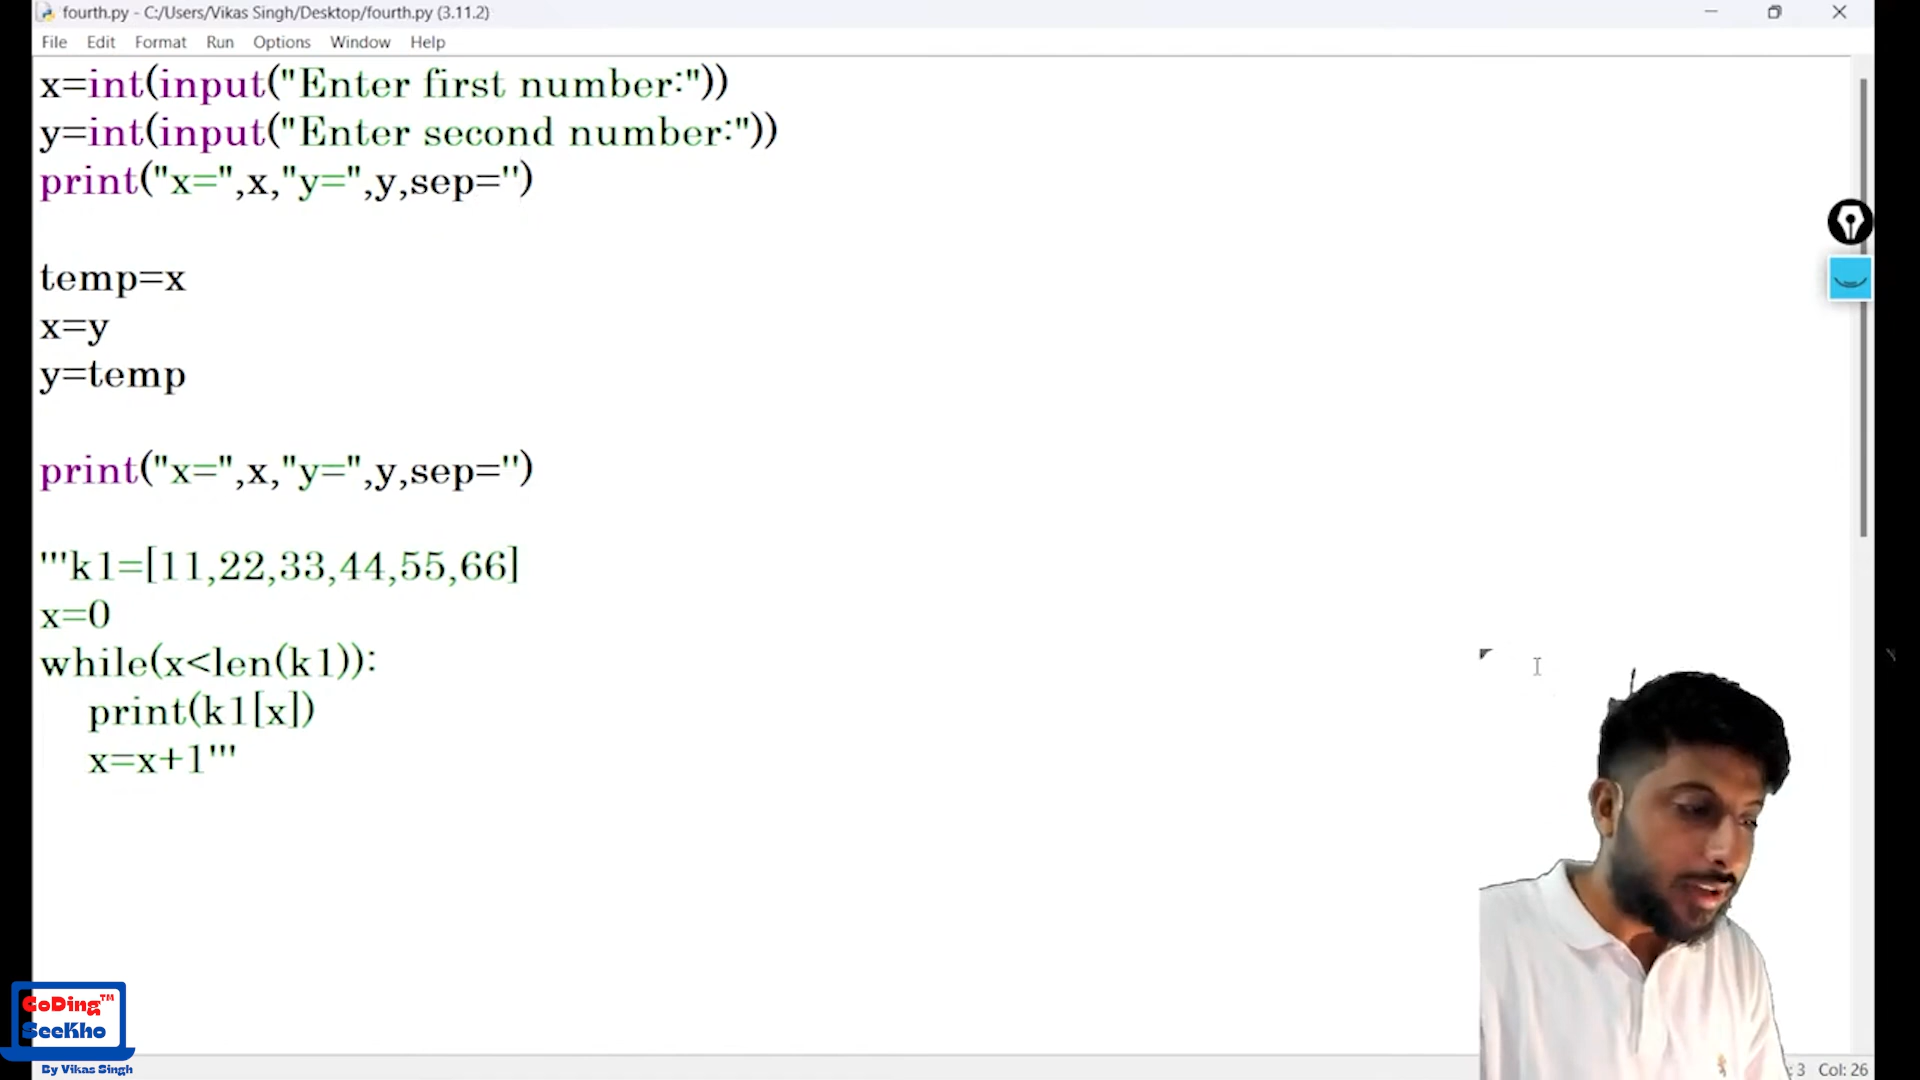 fourth.py - C:/Users/Vikas Singh/Desktop/fourth.py (3.11.2)
File Edit Format Run Options Window Help
x=int(input("Enter first number:"))
y=int(input("Enter second number:"))
print("x=",x,"y=",y,sep='')
temp=x
x=y
y=temp
print("x=",x,"y=",y,sep='')
'''k1=[11,22,33,44,55,66]
x=0
while(x<len(k1)):
    print(k1[x])
    x=x+1'''
CoDing™
SeeKho
By Vikas Singh
: 3 Col: 26